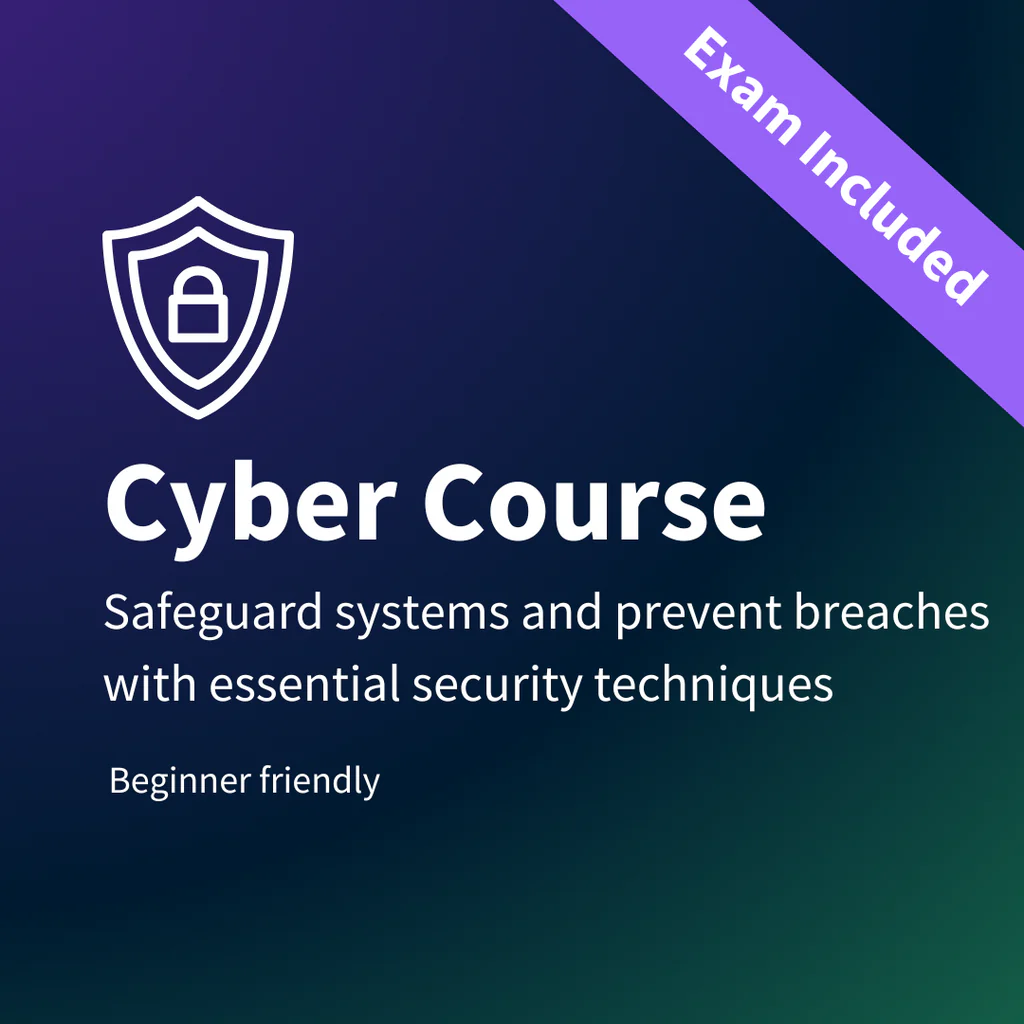 Exam Included
Cyber Course
Safeguard systems and prevent breaches
with essential security techniques
Beginner friendly